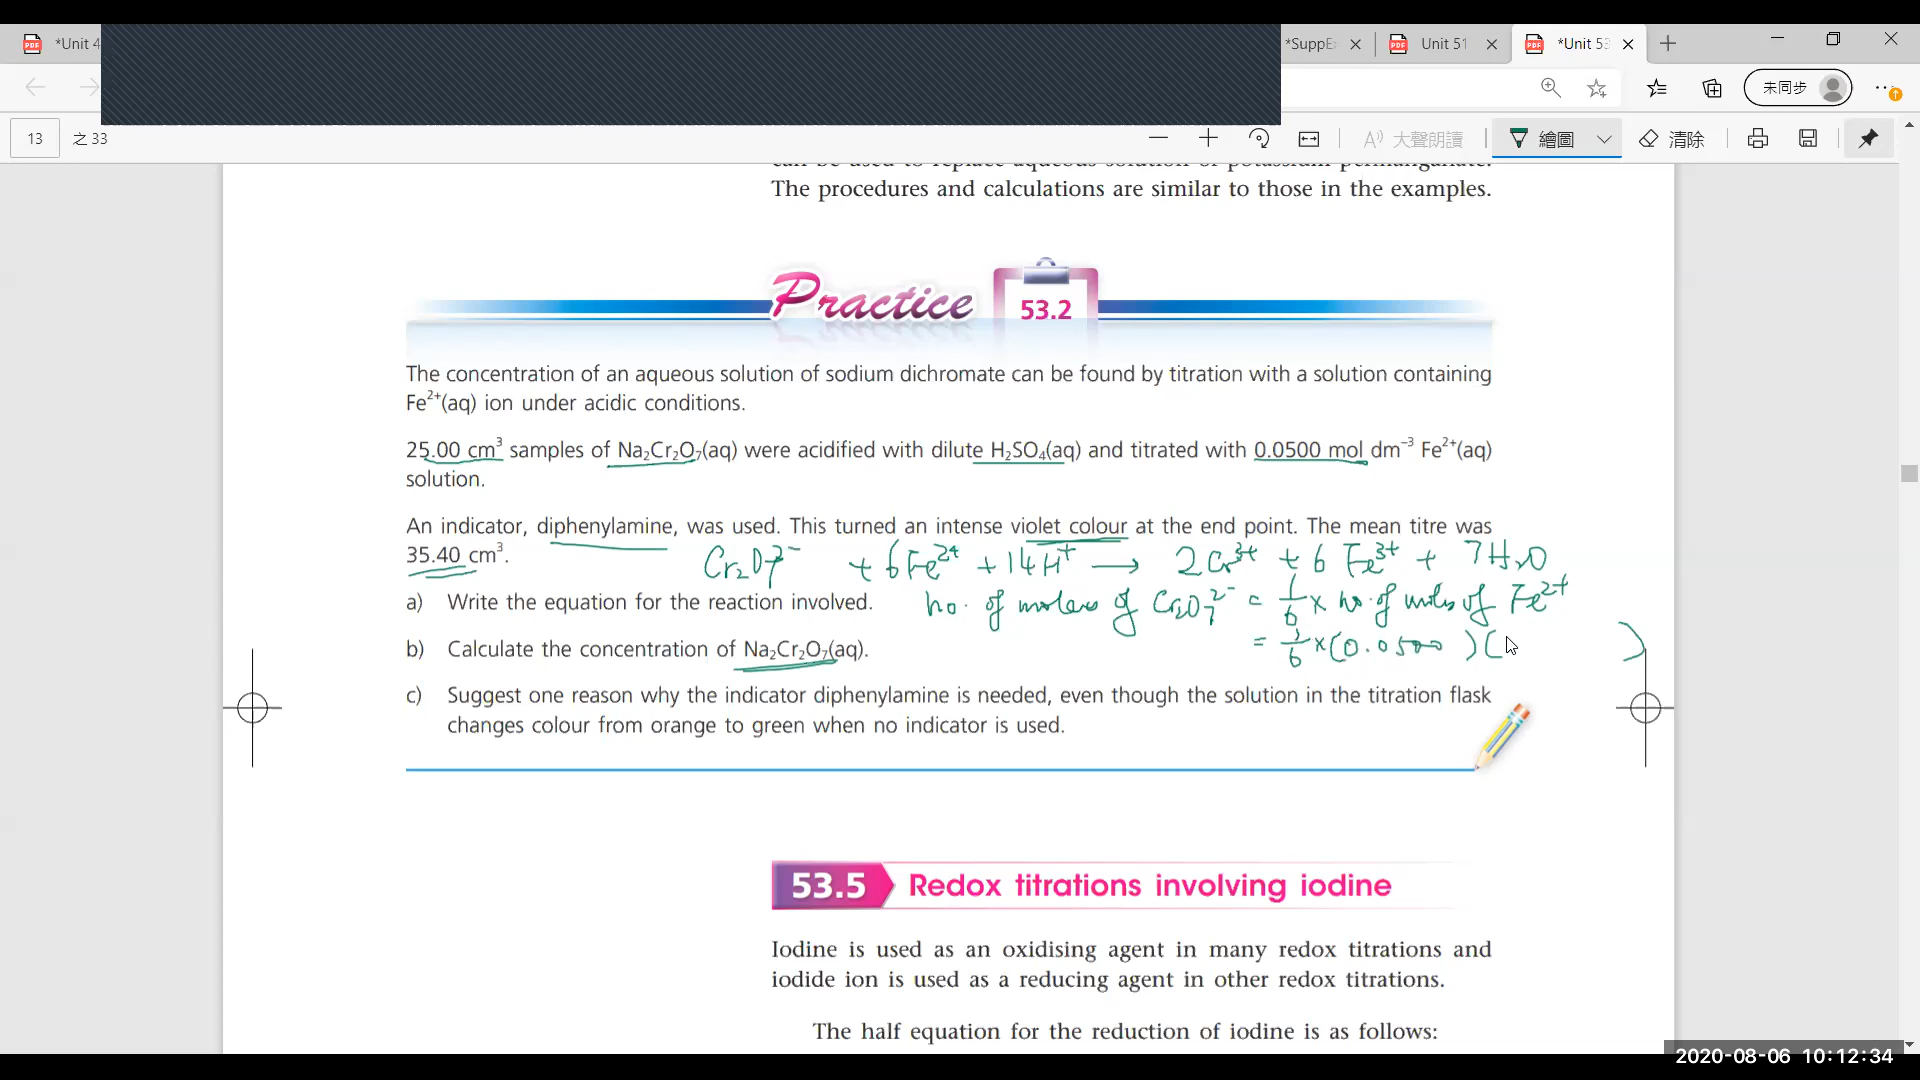 *Unit 4
*SuppE
Unit 51
*Unit 53
未同步
13 之 33
大聲朗讀
繪圖
清除
The procedures and calculations are similar to those in the examples.
Practice 53.2
The concentration of an aqueous solution of sodium dichromate can be found by titration with a solution containing
Fe²⁺(aq) ion under acidic conditions.
25.00 cm³ samples of Na₂Cr₂O₇(aq) were acidified with dilute H₂SO₄(aq) and titrated with 0.0500 mol dm⁻³ Fe²⁺(aq)
solution.
An indicator, diphenylamine, was used. This turned an intense violet colour at the end point. The mean titre was
35.40 cm³.
Cr₂O₇²⁻ + 6Fe²⁺ + 14H⁺ → 2Cr³⁺ + 6Fe³⁺ + 7H₂O
a) Write the equation for the reaction involved.
no. of moles of Cr₂O₇²⁻ = 1/6 × no. of moles of Fe²⁺
= 1/6 × (0.0500 )( )
b) Calculate the concentration of Na₂Cr₂O₇(aq).
c) Suggest one reason why the indicator diphenylamine is needed, even though the solution in the titration flask
changes colour from orange to green when no indicator is used.
53.5 Redox titrations involving iodine
Iodine is used as an oxidising agent in many redox titrations and
iodide ion is used as a reducing agent in other redox titrations.
The half equation for the reduction of iodine is as follows:
2020-08-06 10:12:34